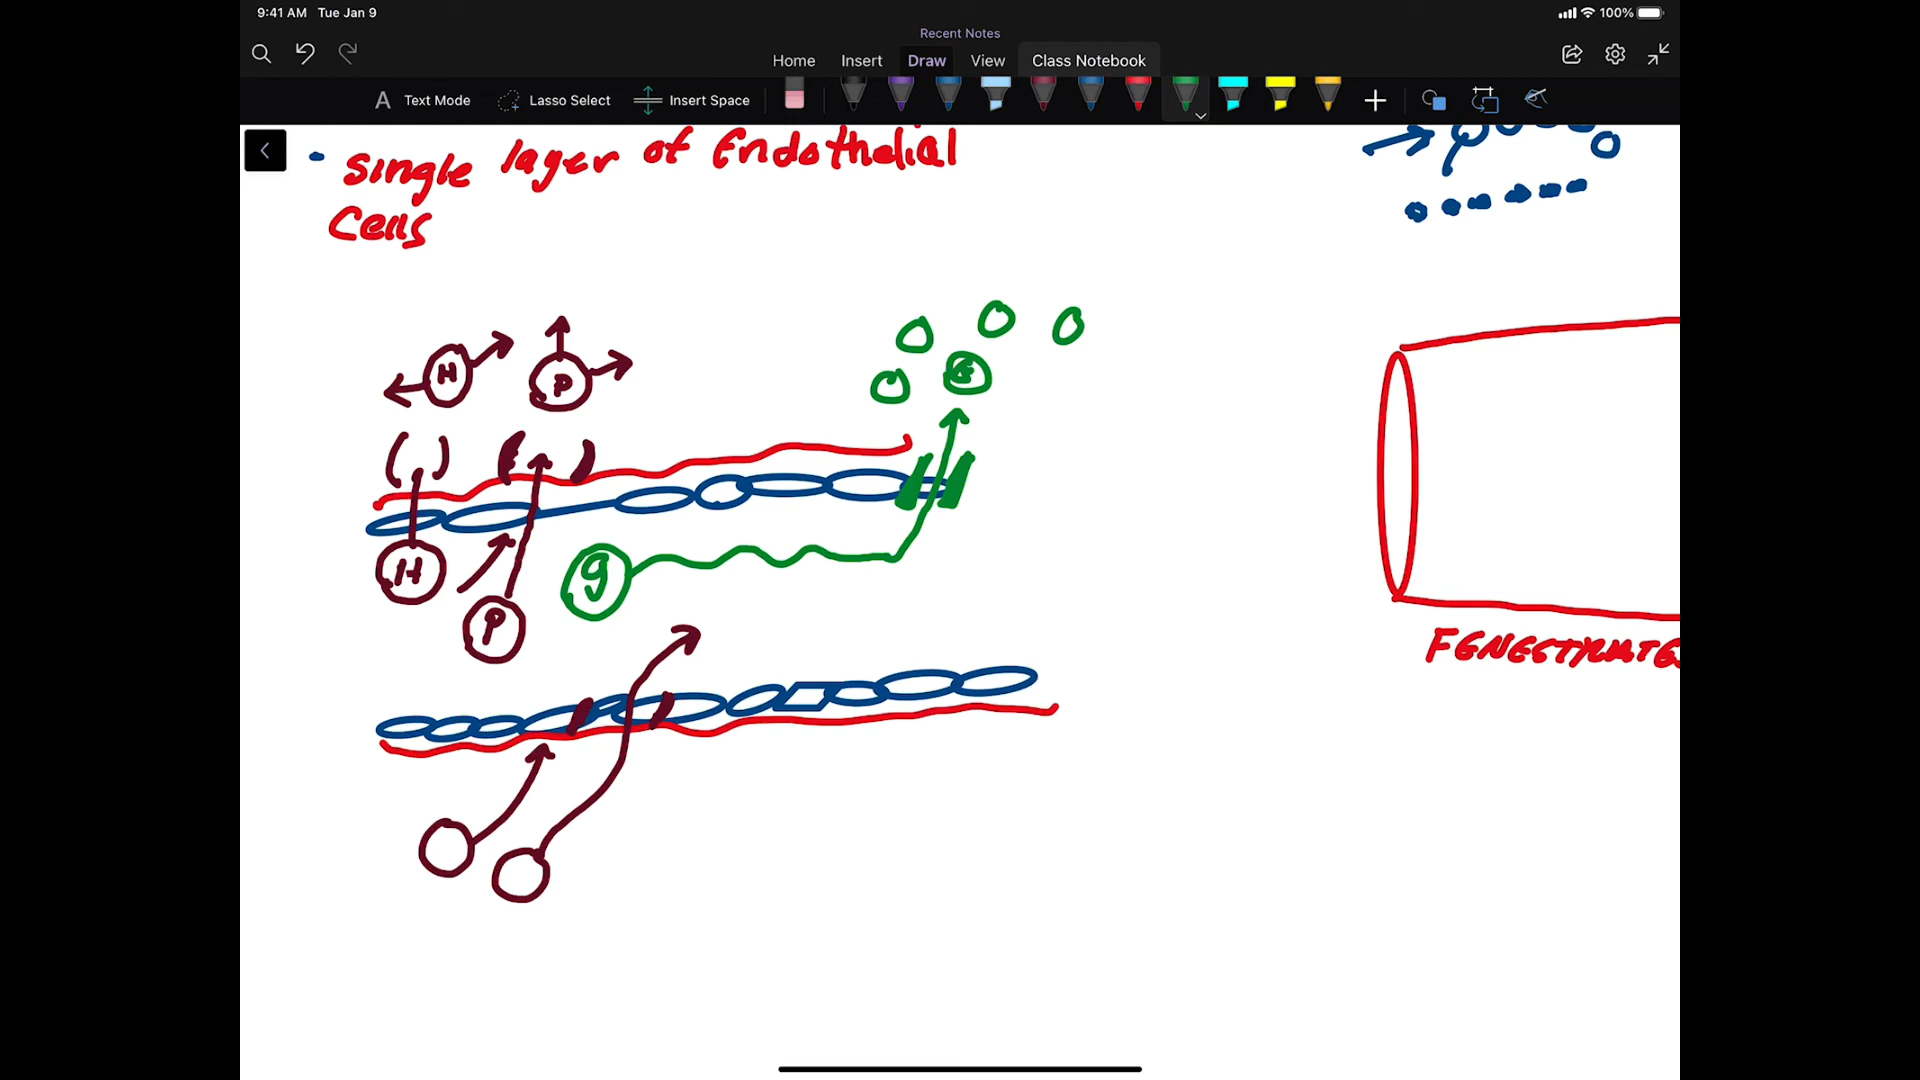 9:41 AM Tue Jan 9
100%
Recent Notes
Home Insert Draw View Class Notebook
A Text Mode Lasso Select Insert Space
• Single layer of Endothelial
Cells
H P
H
g
P